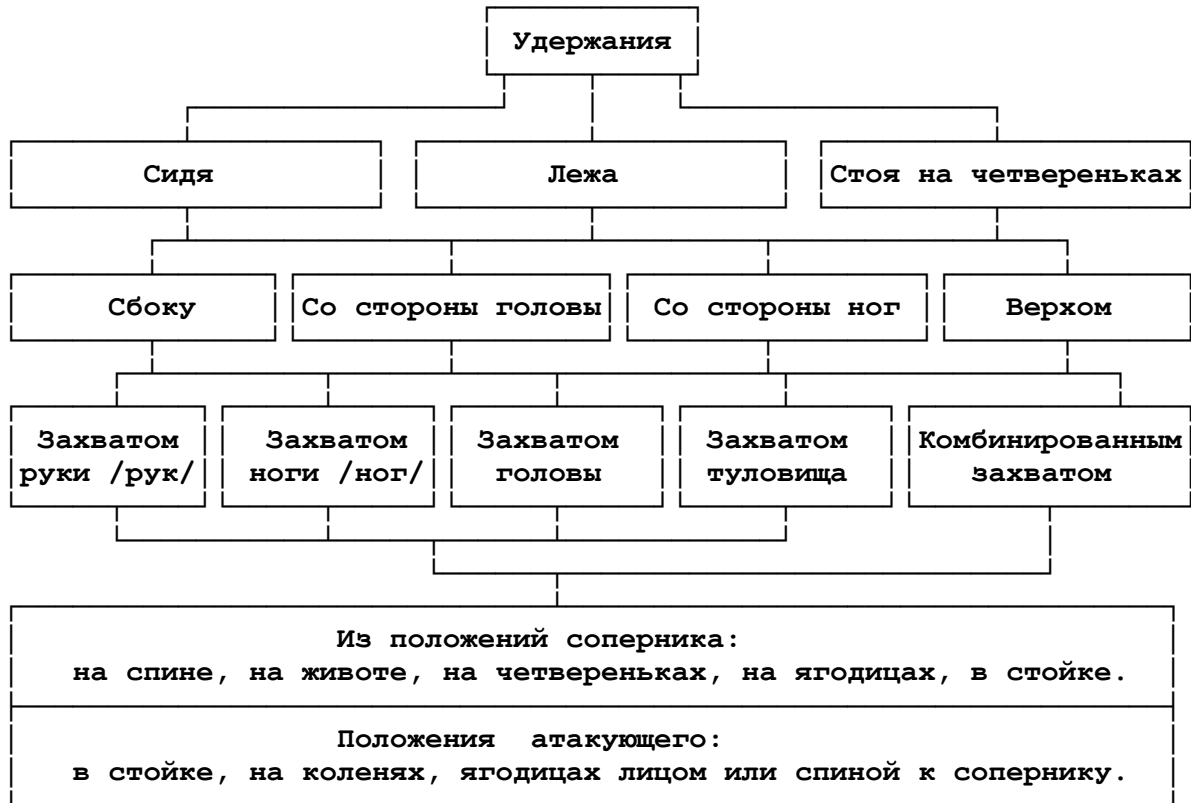 Удержания
Сидя
Лежа
Стоя на четвереньках
Сбоку
Со стороны головы
Со стороны ног
Верхом
Захватом
руки /рук/
Захватом
ноги /ног/
Захватом
головы
Захватом
туловища
Комбинированным
захватом
Из положений соперника:
на спине, на животе, на четвереньках, на ягодицах, в стойке.
Положения атакующего:
в стойке, на коленях, ягодицах лицом или спиной к сопернику.